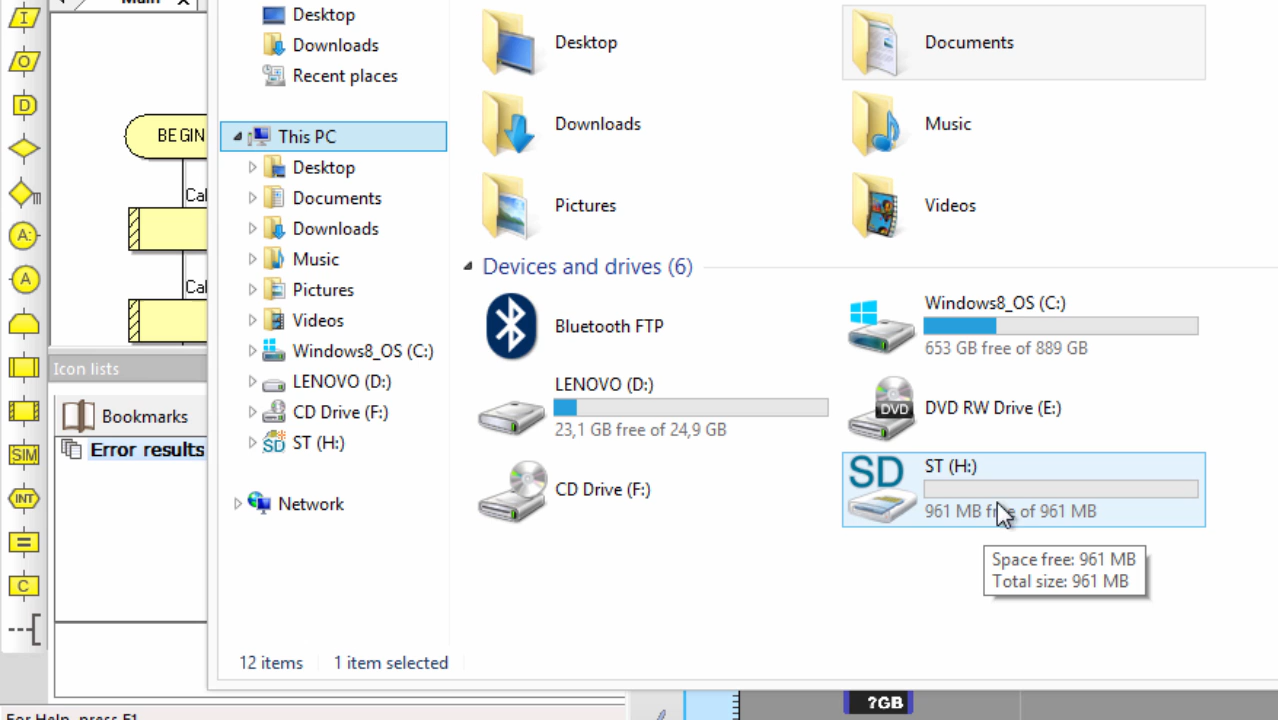 Main
I
O
D
A:
A
SIM
INT
=
C
BEGIN
Cal
Cal
Icon lists
Bookmarks
Error results
For Help, press F1
Desktop
Downloads
Recent places
This PC
Desktop
Documents
Downloads
Music
Pictures
Videos
Windows8_OS (C:)
LENOVO (D:)
CD Drive (F:)
SD ST (H:)
Network
Desktop
Documents
Downloads
Music
Pictures
Videos
Devices and drives (6)
Bluetooth FTP
Windows8_OS (C:)
653 GB free of 889 GB
LENOVO (D:)
23,1 GB free of 24,9 GB
DVD
DVD RW Drive (E:)
CD Drive (F:)
SD
ST (H:)
961 MB free of 961 MB
Space free: 961 MB
Total size: 961 MB
12 items
1 item selected
?GB